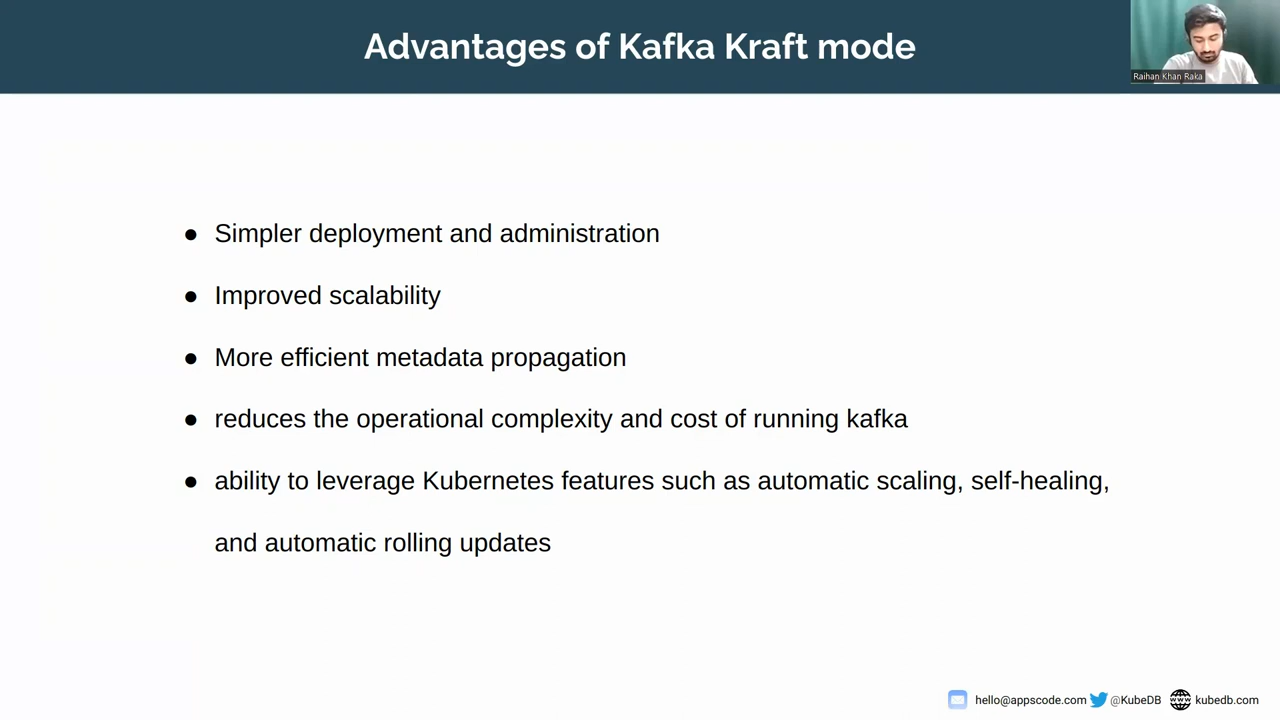 Advantages of Kafka Kraft mode
Raihan Khan Raka
● Simpler deployment and administration
● Improved scalability
● More efficient metadata propagation
● reduces the operational complexity and cost of running kafka
● ability to leverage Kubernetes features such as automatic scaling, self-healing,
and automatic rolling updates
hello@appscode.com @KubeDB www kubedb.com